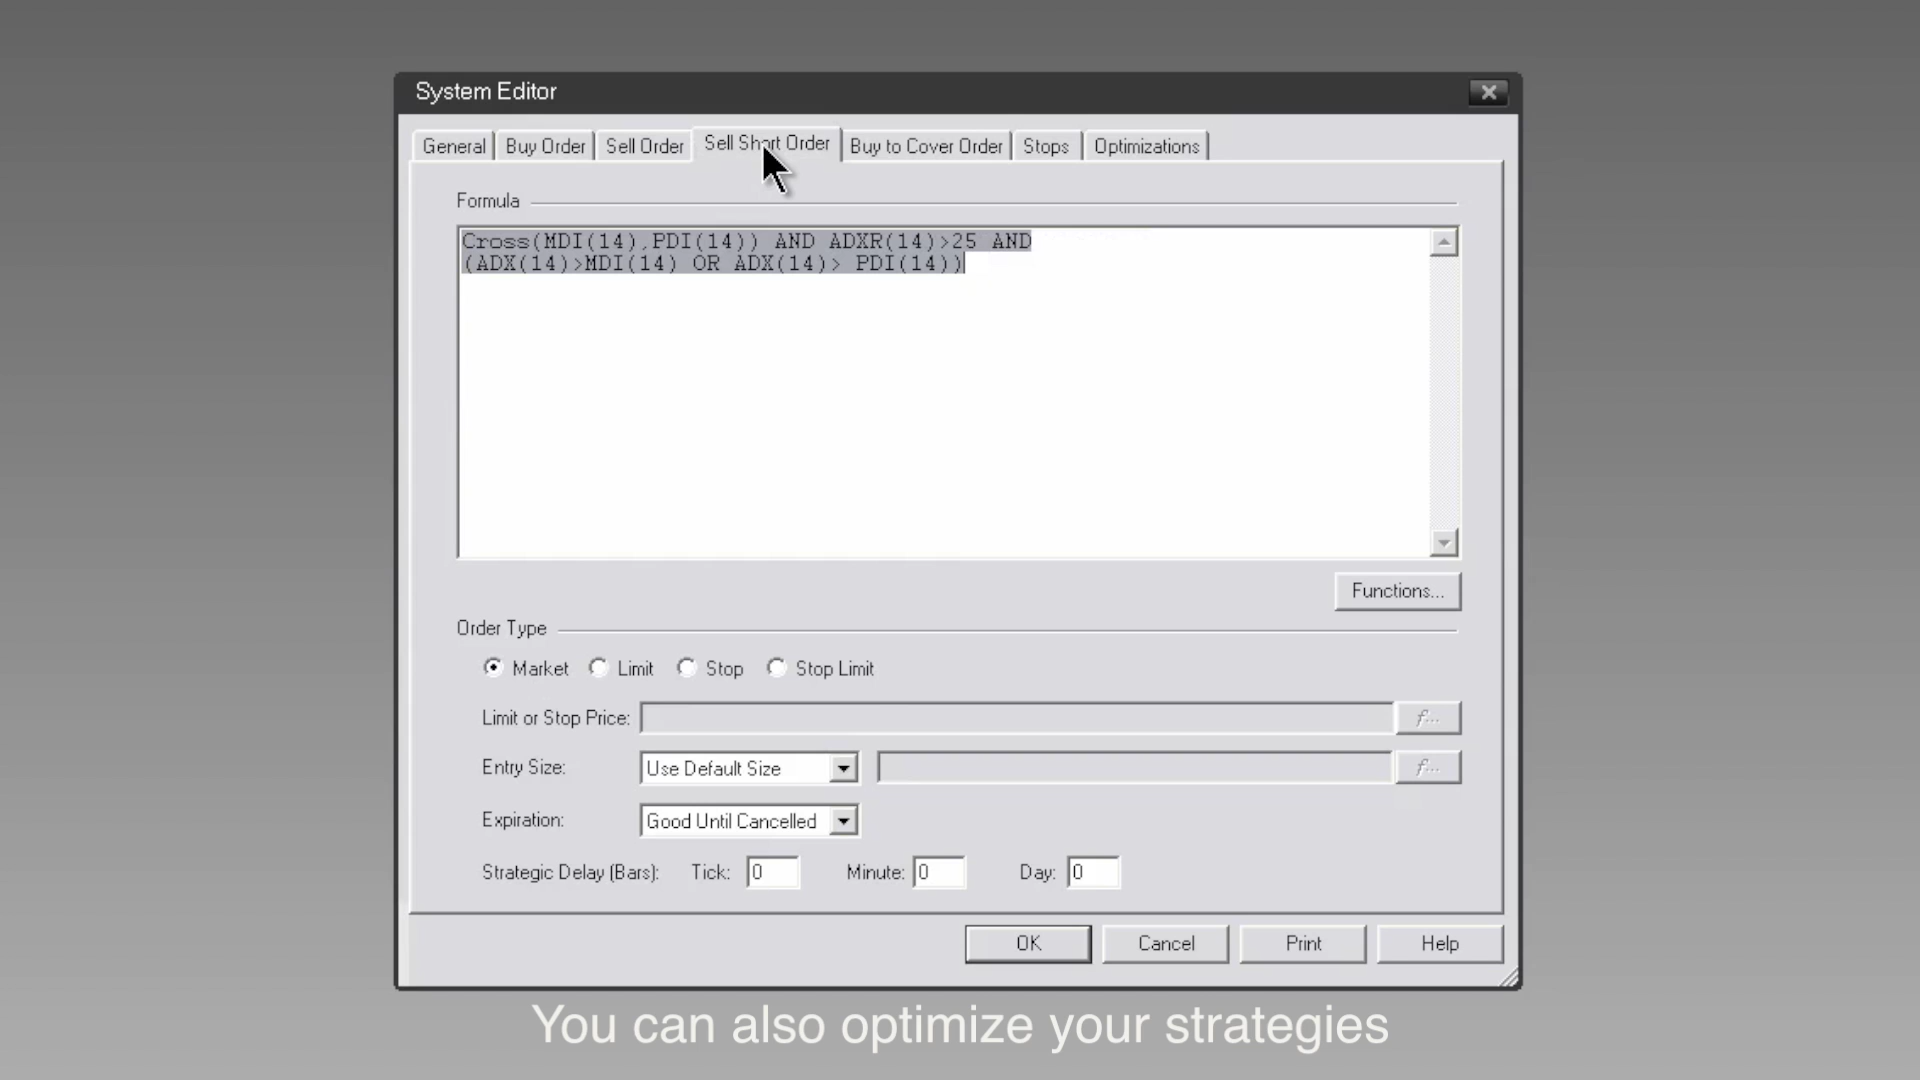 System Editor
General Buy Order Sell Order Sell Short Order Buy to Cover Order Stops Optimizations
Formula
Cross(MDI(14),PDI(14)) AND ADXR(14)>25 AND
(ADX(14)>MDI(14) OR ADX(14)> PDI(14))
Functions...
Order Type
Market Limit Stop Stop Limit
Limit or Stop Price: f...
Entry Size: Use Default Size f...
Expiration: Good Until Cancelled
Strategic Delay (Bars): Tick: 0 Minute: 0 Day: 0
OK Cancel Print Help
You can also optimize your strategies